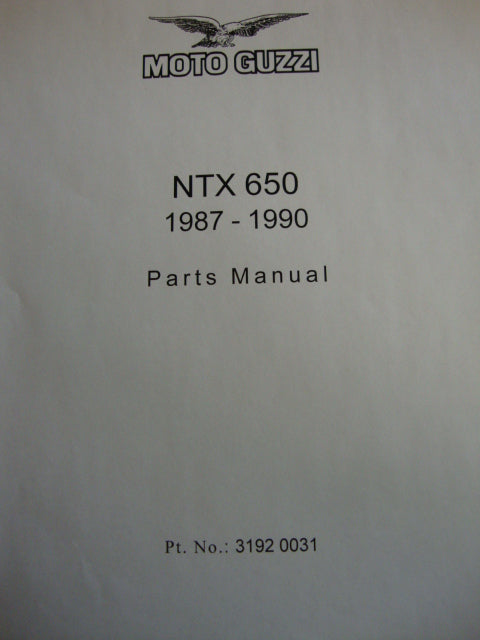 MOTO GUZZI
NTX 650
1987 - 1990
Parts Manual
Pt. No.: 3192 0031